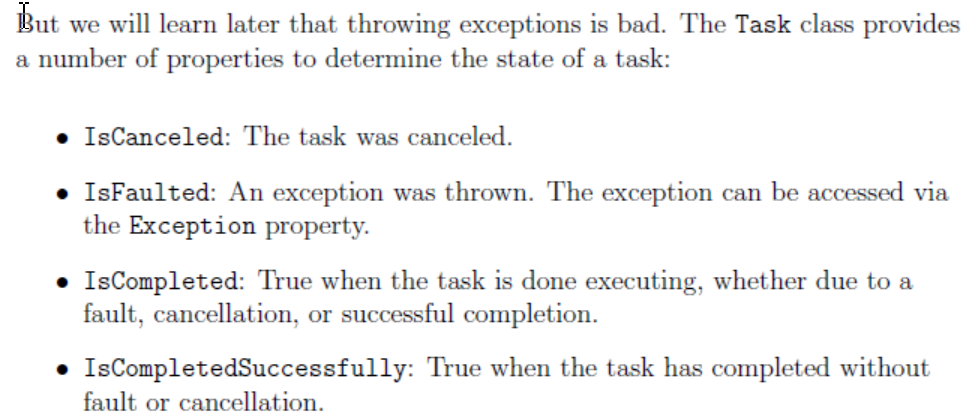 But we will learn later that throwing exceptions is bad. The Task class provides
a number of properties to determine the state of a task:
• IsCanceled: The task was canceled.
• IsFaulted: An exception was thrown. The exception can be accessed via
the Exception property.
• IsCompleted: True when the task is done executing, whether due to a
fault, cancellation, or successful completion.
• IsCompletedSuccessfully: True when the task has completed without
fault or cancellation.